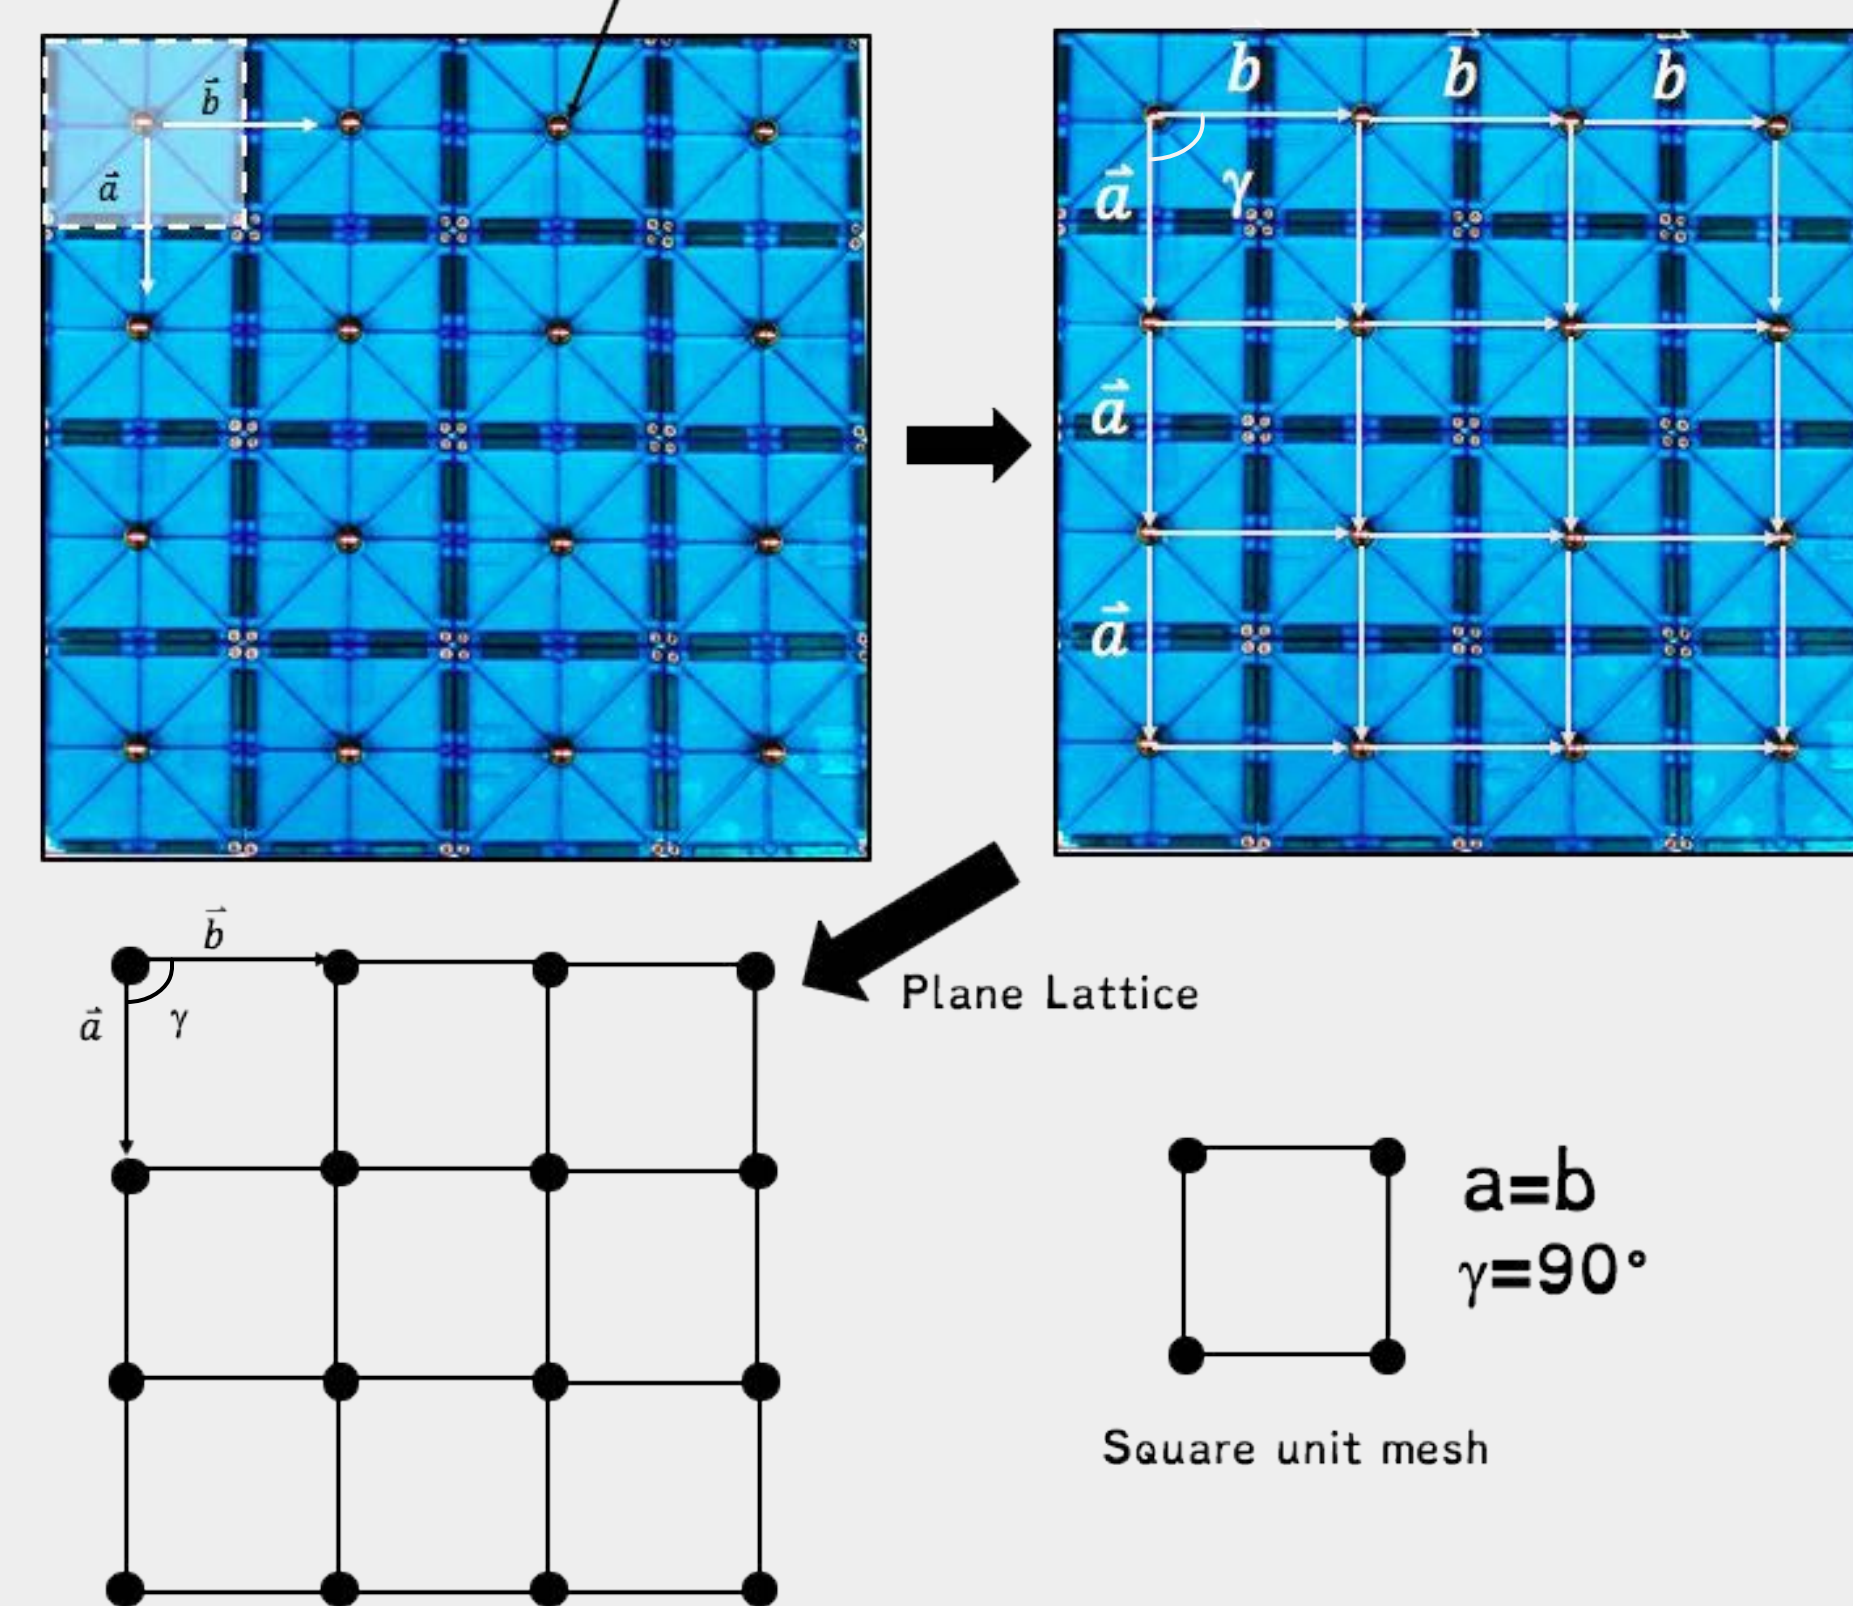 b⃗
a⃗
b⃗ b⃗ b⃗
a⃗ γ
a⃗
a⃗
b⃗
a⃗ γ
Plane Lattice
a=b
γ=90°
Square unit mesh